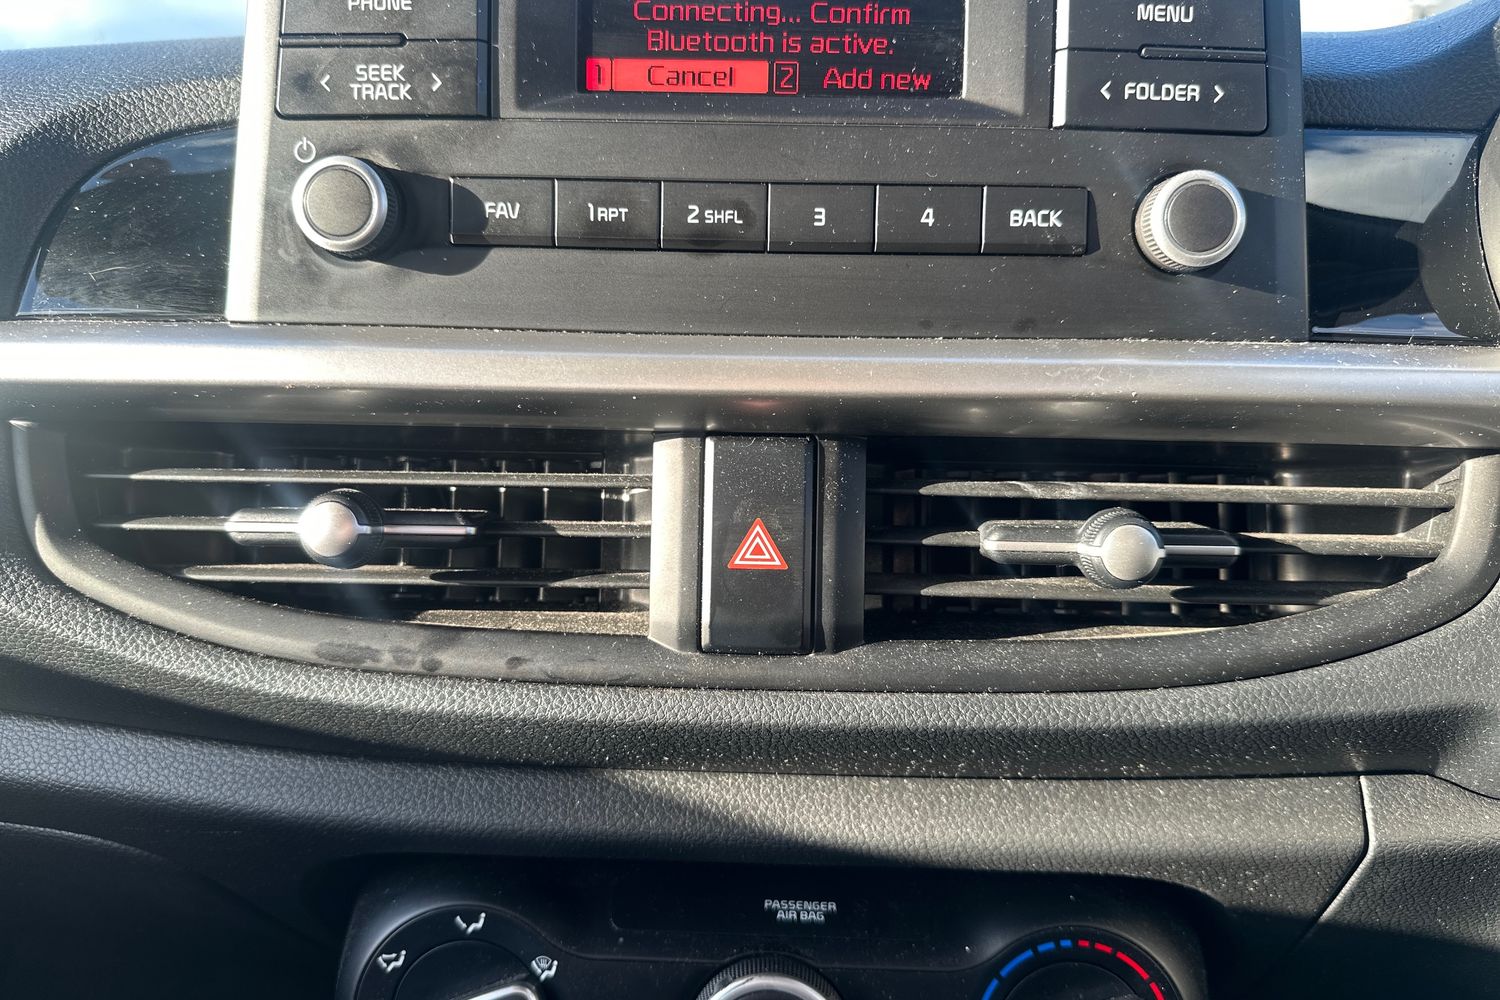 PHONE
Connecting... Confirm
Bluetooth is active.
1 Cancel 2 Add new
MENU
< SEEK >
TRACK
< FOLDER >
FAV
1 RPT
2 SHFL
3
4
BACK
PASSENGER
AIR BAG